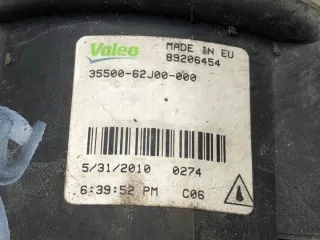 Valeo
MADE IN EU
89206454
35500-62J00-000
5/31/2010 0274
6:39:52 PM C06